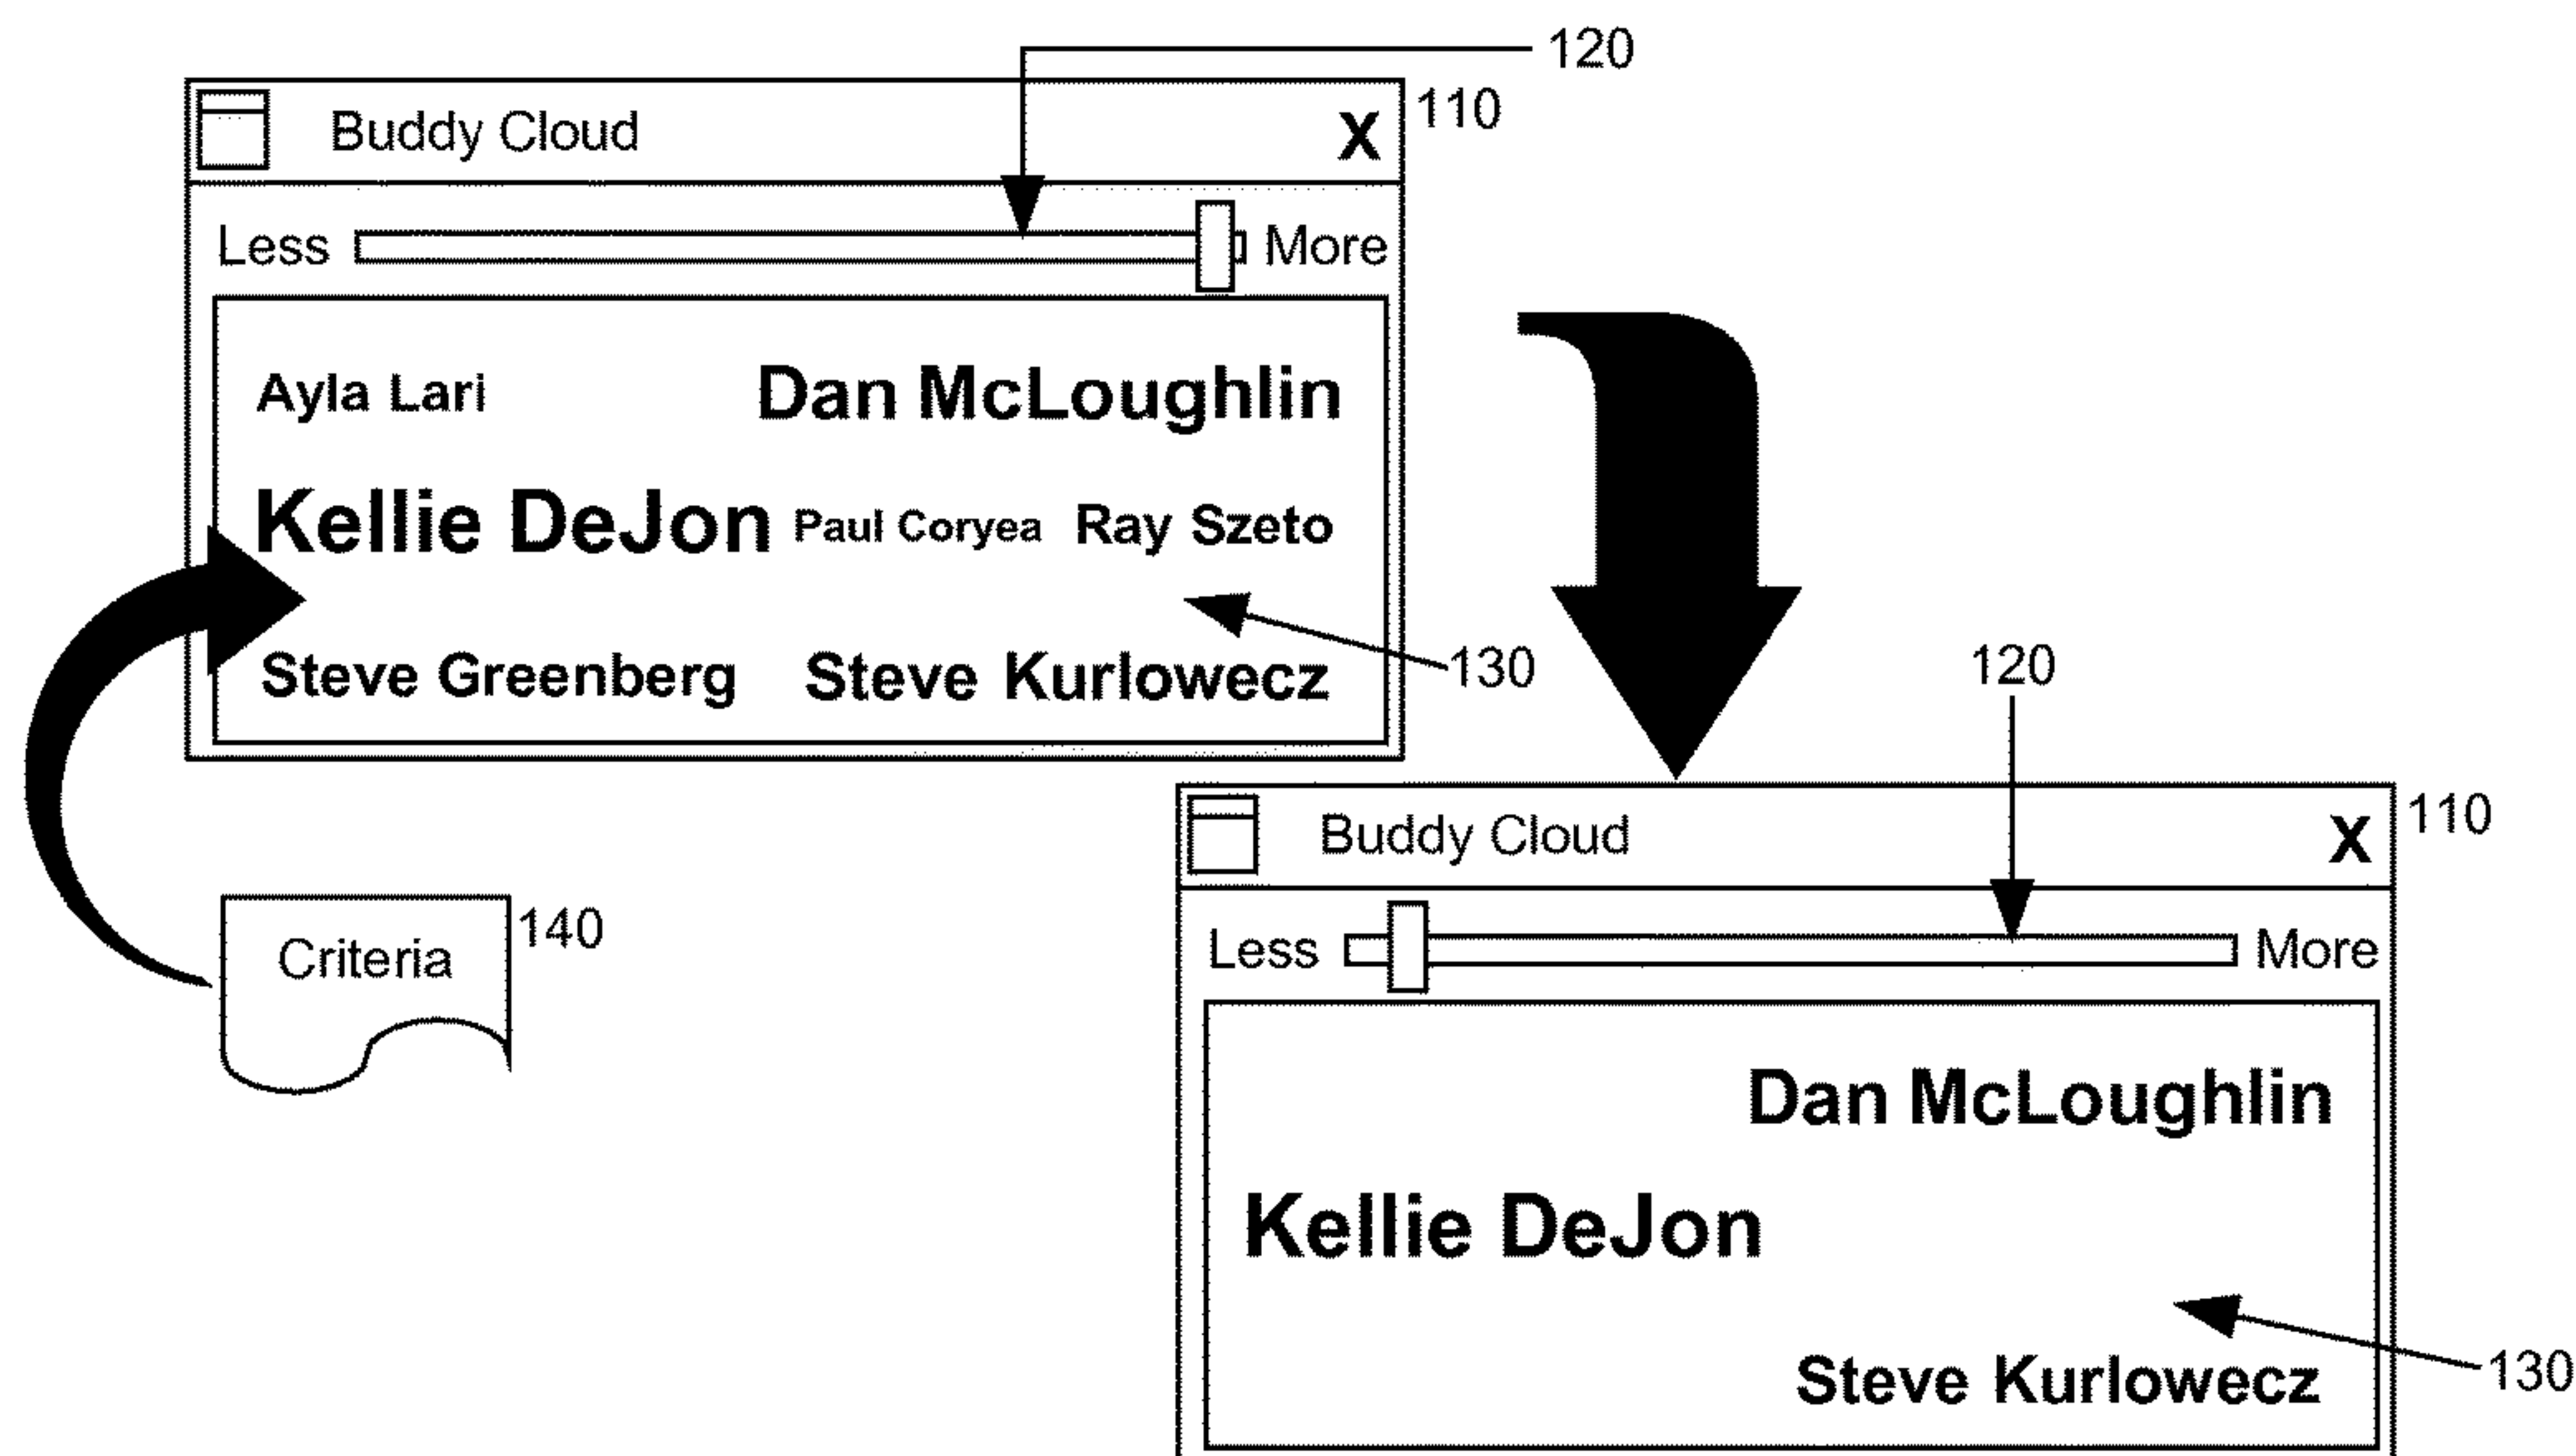 120
Buddy Cloud X 110
Less More
Ayla Lari Dan McLoughlin
Kellie DeJon Paul Coryea Ray Szeto
Steve Greenberg Steve Kurlowecz 130
120
Buddy Cloud X 110
Criteria 140
Less More
Dan McLoughlin
Kellie DeJon
Steve Kurlowecz 130